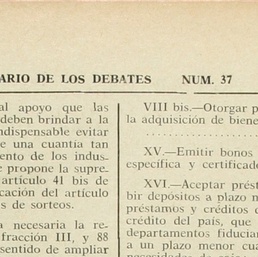 ARIO DE LOS DEBATES NUM. 37
al apoyo que las
deben brindar a la
ndispensable evitar
e una cuantía tan
ento de los indus-
e propone la supre-
artículo 41 bis de
cación del artículo
s de sorteos.
a necesaria la re-
fracción III, y 88
sentido de ampliar
VIII bis.—Otorgar p
la adquisición de biene
XV.—Emitir bonos
específica y certificado
XVI.—Aceptar prést
bir depósitos a plazo m
préstamos y créditos
crédito del país, que
departamentos fiducia
a un plazo menor cua